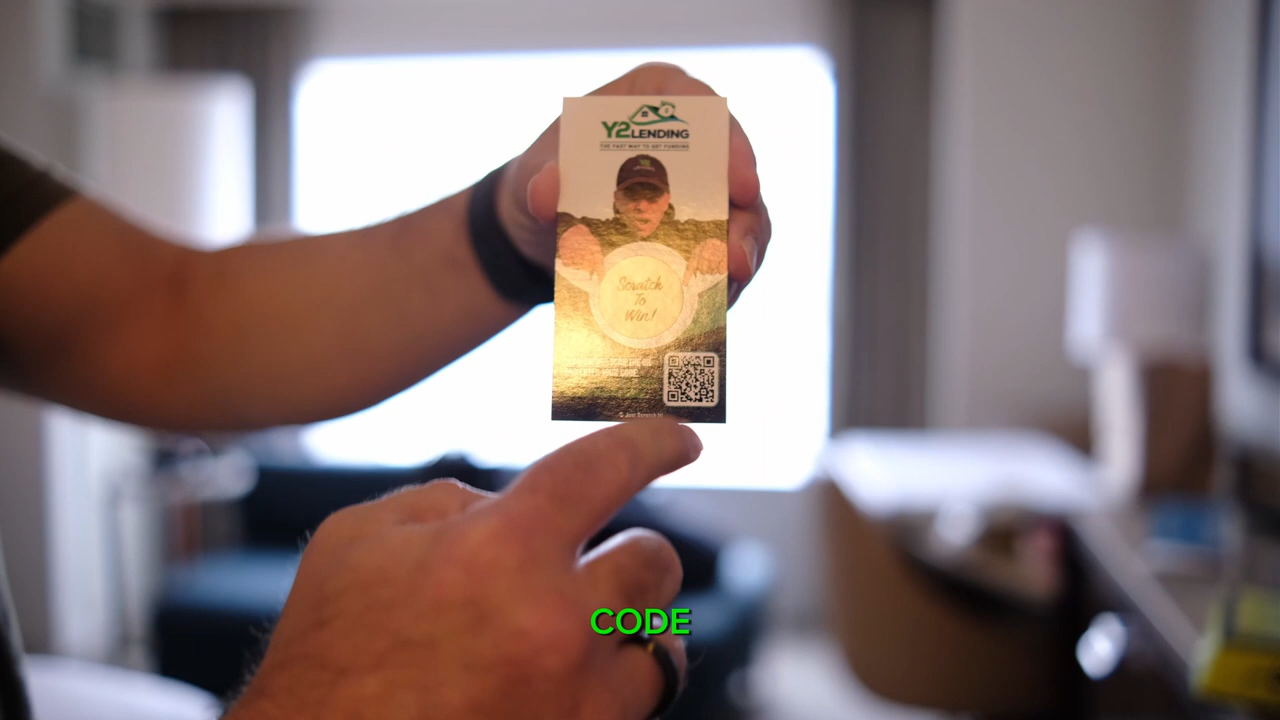 Y2LENDING
THE FAST WAY TO GET FUNDING
Scratch
To
Win!
CODE